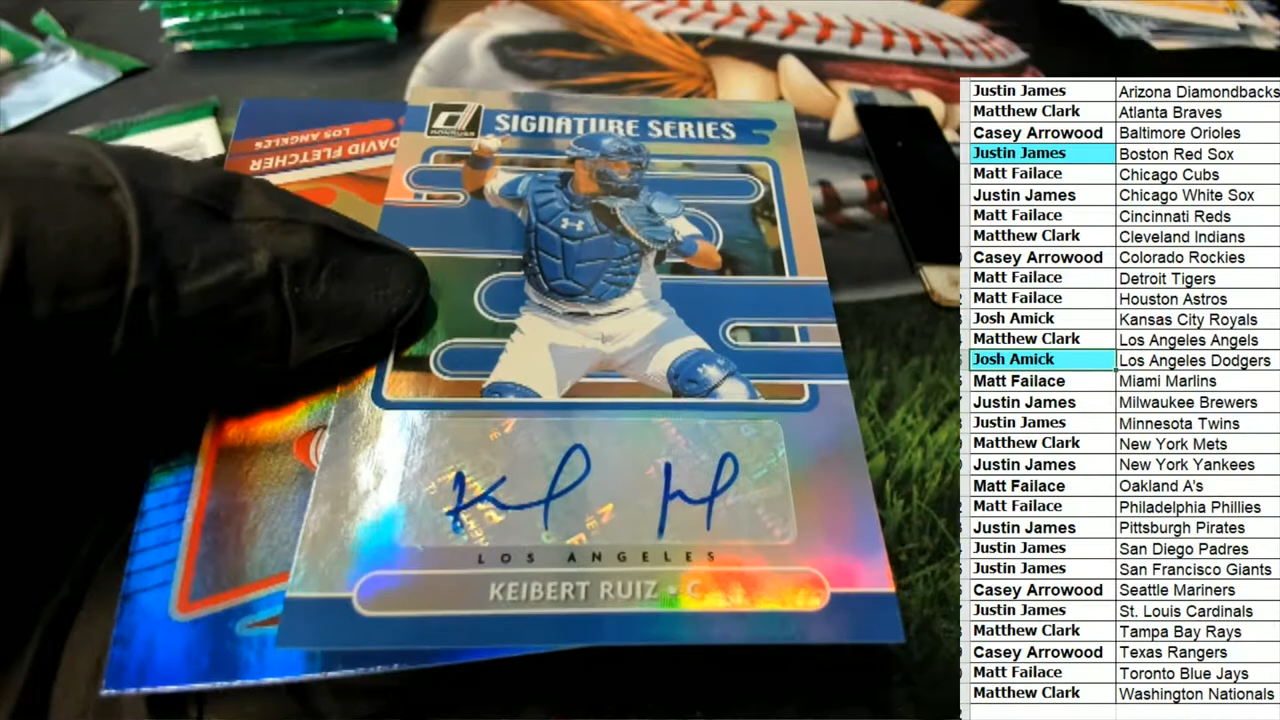 DAVID FLETCHER
LOS ANGELES
DONRUSS
SIGNATURE SERIES
LOS ANGELES
KEIBERT RUIZ • C
Justin James Arizona Diamondbacks
Matthew Clark Atlanta Braves
Casey Arrowood Baltimore Orioles
Justin James Boston Red Sox
Matt Failace Chicago Cubs
Justin James Chicago White Sox
Matt Failace Cincinnati Reds
Matthew Clark Cleveland Indians
Casey Arrowood Colorado Rockies
Matt Failace Detroit Tigers
Matt Failace Houston Astros
Josh Amick Kansas City Royals
Matthew Clark Los Angeles Angels
Josh Amick Los Angeles Dodgers
Matt Failace Miami Marlins
Justin James Milwaukee Brewers
Justin James Minnesota Twins
Matthew Clark New York Mets
Justin James New York Yankees
Matt Failace Oakland A's
Matt Failace Philadelphia Phillies
Justin James Pittsburgh Pirates
Justin James San Diego Padres
Justin James San Francisco Giants
Casey Arrowood Seattle Mariners
Justin James St. Louis Cardinals
Matthew Clark Tampa Bay Rays
Casey Arrowood Texas Rangers
Matt Failace Toronto Blue Jays
Matthew Clark Washington Nationals